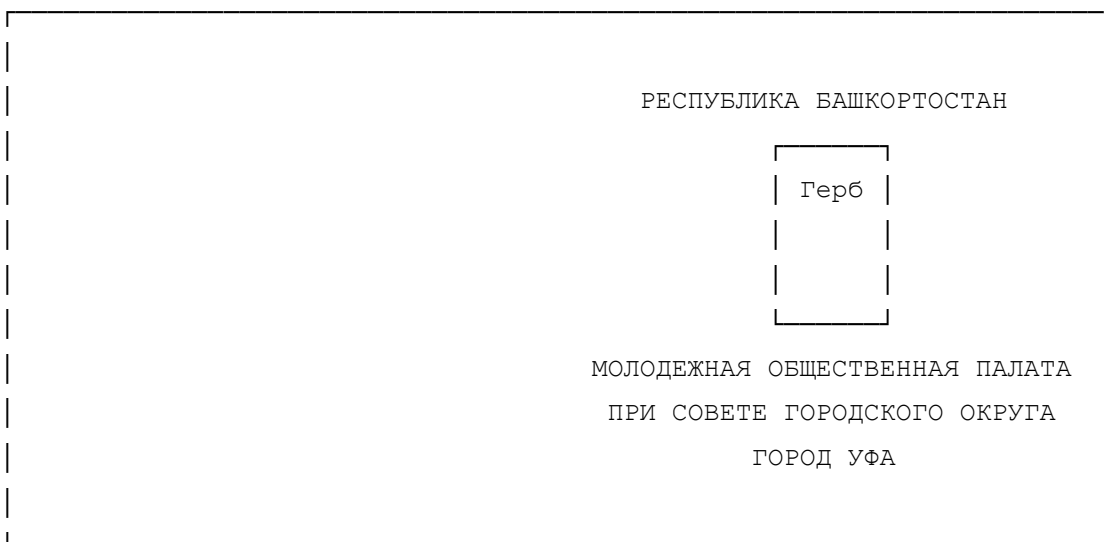 РЕСПУБЛИКА БАШКОРТОСТАН
Герб
МОЛОДЕЖНАЯ ОБЩЕСТВЕННАЯ ПАЛАТА
ПРИ СОВЕТЕ ГОРОДСКОГО ОКРУГА
ГОРОД УФА